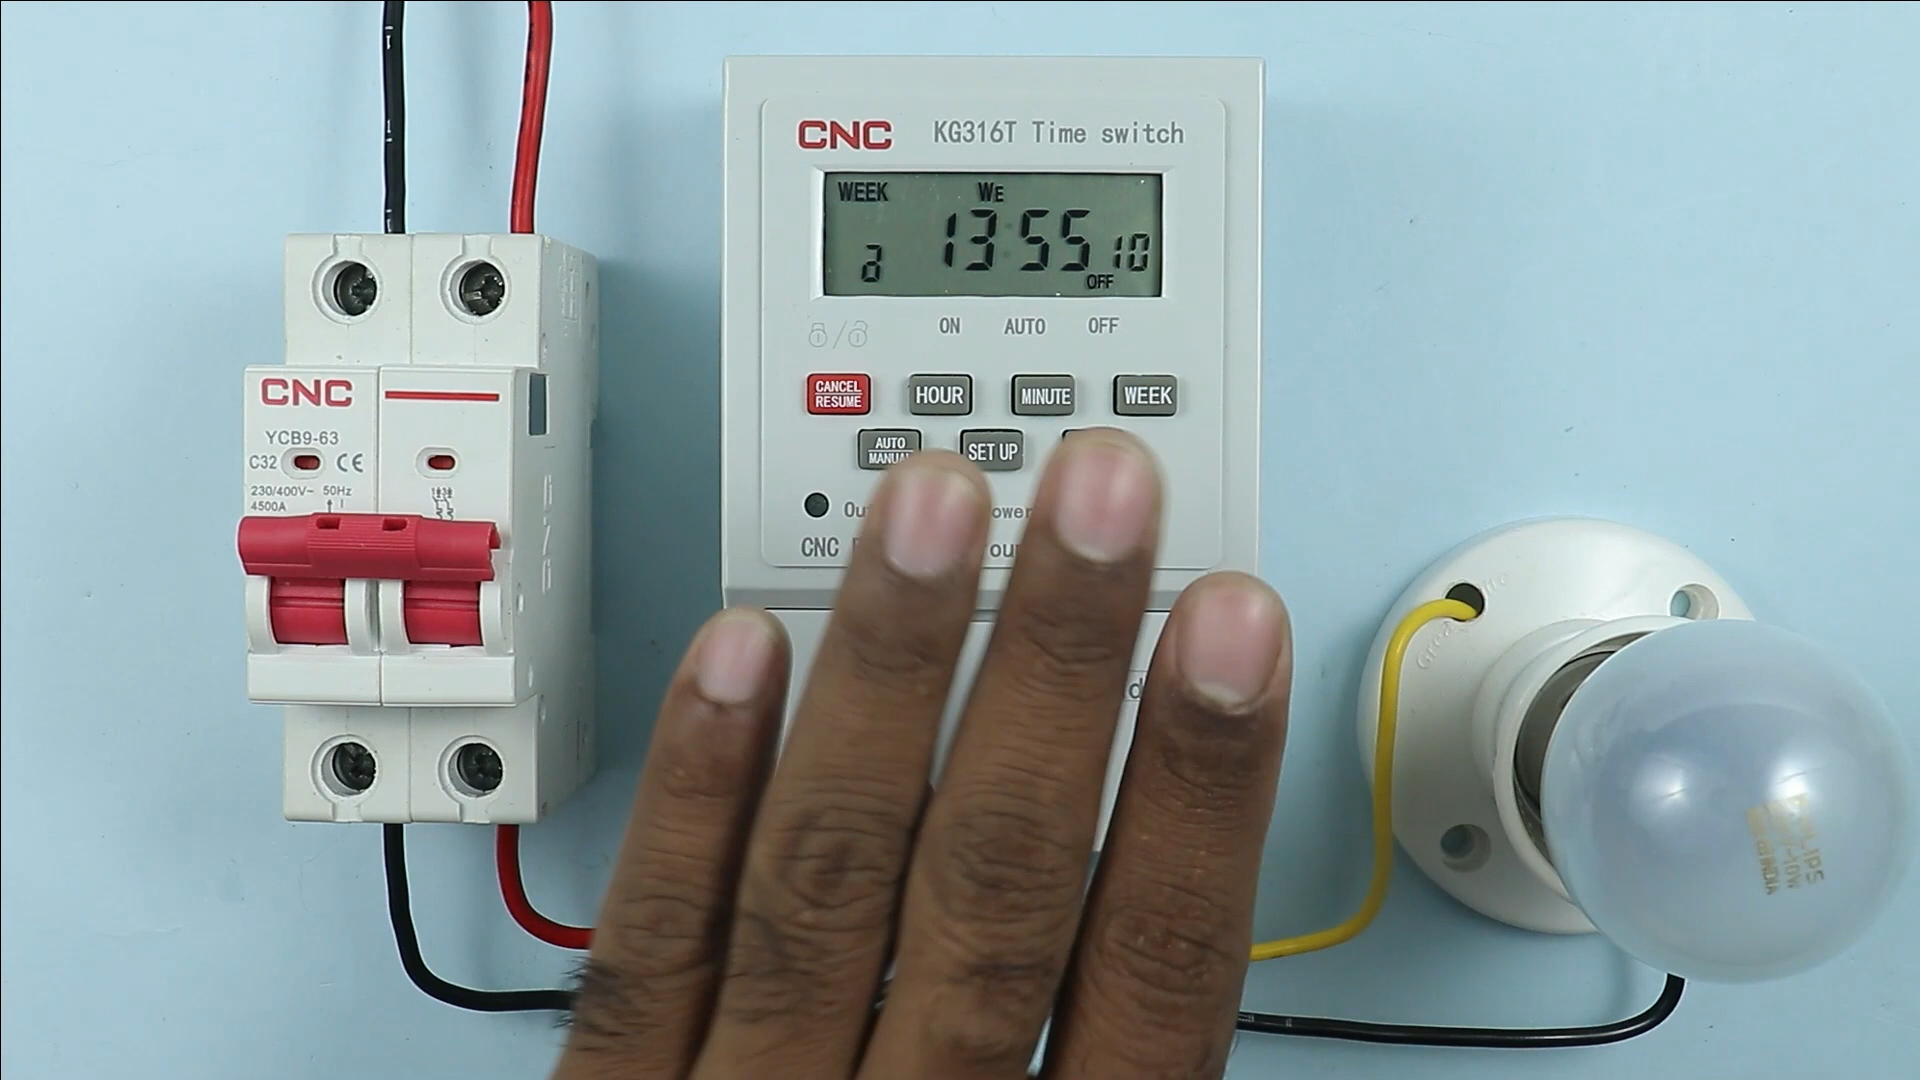 CNC
KG316T Time switch
WEEK
WE
a
13:55 10
OFF
ON AUTO OFF
CANCEL
RESUME
HOUR
MINUTE
WEEK
AUTO
SET UP
CNC
YCB9-63
C32
CE
230/400V~ 50Hz
4500A